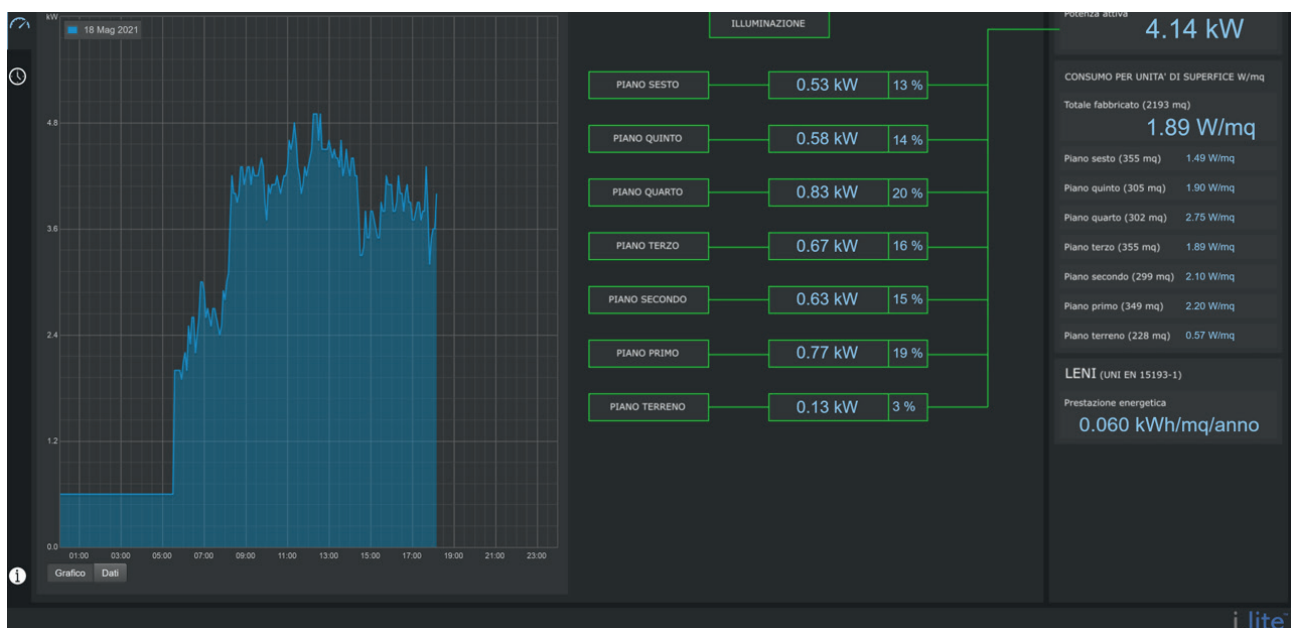 kW
18 Mag 2021
4.8
3.6
2.4
1.2
0.0
01:00 03:00 05:00 07:00 09:00 11:00 13:00 15:00 17:00 19:00 21:00 23:00
Grafico Dati
ILLUMINAZIONE
PIANO SESTO 0.53 kW 13 %
PIANO QUINTO 0.58 kW 14 %
PIANO QUARTO 0.83 kW 20 %
PIANO TERZO 0.67 kW 16 %
PIANO SECONDO 0.63 kW 15 %
PIANO PRIMO 0.77 kW 19 %
PIANO TERRENO 0.13 kW 3 %
Potenza attiva
4.14 kW
CONSUMO PER UNITA' DI SUPERFICE W/mq
Totale fabbricato (2193 mq)
1.89 W/mq
Piano sesto (355 mq) 1.49 W/mq
Piano quinto (305 mq) 1.90 W/mq
Piano quarto (302 mq) 2.75 W/mq
Piano terzo (355 mq) 1.89 W/mq
Piano secondo (299 mq) 2.10 W/mq
Piano primo (349 mq) 2.20 W/mq
Piano terreno (228 mq) 0.57 W/mq
LENI (UNI EN 15193-1)
Prestazione energetica
0.060 kWh/mq/anno
i lite™